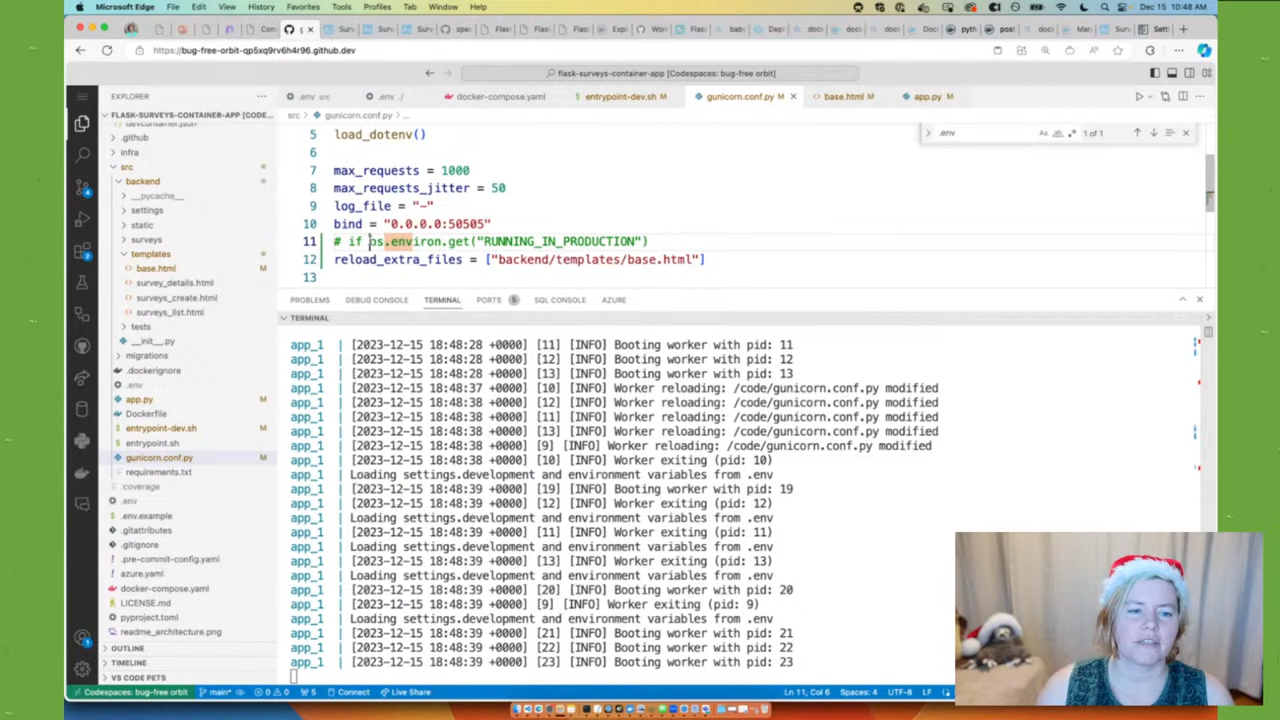 Microsoft Edge File Edit View History Favorites Tools Profiles Tab Window Help Dec 15 10:48 AM
https://bug-free-orbit-qp5xq9rv6h4r96.github.dev
flask-surveys-container-app [Codespaces: bug-free orbit]
EXPLORER
FLASK-SURVEYS-CONTAINER-APP [CODE...
devcontainer.json
.github
infra
src
backend
__pycache__
settings
static
surveys
templates
base.html M
survey_details.html
surveys_create.html
surveys_list.html
tests
__init__.py
migrations
.dockerignore
.env
app.py M
Dockerfile
entrypoint-dev.sh M
entrypoint.sh
gunicorn.conf.py M
requirements.txt
.coverage
.env
.env.example
.gitattributes
.gitignore
.pre-commit-config.yaml
azure.yaml
docker-compose.yaml
LICENSE.md
pyproject.toml
readme_architecture.png
OUTLINE
TIMELINE
VS CODE PETS
.env src .env ./ docker-compose.yaml entrypoint-dev.sh M gunicorn.conf.py M base.html M app.py M
src > gunicorn.conf.py > ...
.env 1 of 1
5 load_dotenv()
6
7 max_requests = 1000
8 max_requests_jitter = 50
9 log_file = "-"
10 bind = "0.0.0.0:50505"
11 # if os.environ.get("RUNNING_IN_PRODUCTION")
12 reload_extra_files = ["backend/templates/base.html"]
13
PROBLEMS DEBUG CONSOLE TERMINAL PORTS 5 SQL CONSOLE AZURE
TERMINAL
app_1 | [2023-12-15 18:48:28 +0000] [11] [INFO] Booting worker with pid: 11
app_1 | [2023-12-15 18:48:28 +0000] [12] [INFO] Booting worker with pid: 12
app_1 | [2023-12-15 18:48:28 +0000] [13] [INFO] Booting worker with pid: 13
app_1 | [2023-12-15 18:48:37 +0000] [10] [INFO] Worker reloading: /code/gunicorn.conf.py modified
app_1 | [2023-12-15 18:48:38 +0000] [12] [INFO] Worker reloading: /code/gunicorn.conf.py modified
app_1 | [2023-12-15 18:48:38 +0000] [11] [INFO] Worker reloading: /code/gunicorn.conf.py modified
app_1 | [2023-12-15 18:48:38 +0000] [13] [INFO] Worker reloading: /code/gunicorn.conf.py modified
app_1 | [2023-12-15 18:48:38 +0000] [9] [INFO] Worker reloading: /code/gunicorn.conf.py modified
app_1 | [2023-12-15 18:48:38 +0000] [10] [INFO] Worker exiting (pid: 10)
app_1 | Loading settings.development and environment variables from .env
app_1 | [2023-12-15 18:48:39 +0000] [19] [INFO] Booting worker with pid: 19
app_1 | [2023-12-15 18:48:39 +0000] [12] [INFO] Worker exiting (pid: 12)
app_1 | Loading settings.development and environment variables from .env
app_1 | [2023-12-15 18:48:39 +0000] [11] [INFO] Worker exiting (pid: 11)
app_1 | Loading settings.development and environment variables from .env
app_1 | [2023-12-15 18:48:39 +0000] [13] [INFO] Worker exiting (pid: 13)
app_1 | Loading settings.development and environment variables from .env
app_1 | [2023-12-15 18:48:39 +0000] [20] [INFO] Booting worker with pid: 20
app_1 | [2023-12-15 18:48:39 +0000] [9] [INFO] Worker exiting (pid: 9)
app_1 | Loading settings.development and environment variables from .env
app_1 | [2023-12-15 18:48:39 +0000] [21] [INFO] Booting worker with pid: 21
app_1 | [2023-12-15 18:48:39 +0000] [22] [INFO] Booting worker with pid: 22
app_1 | [2023-12-15 18:48:39 +0000] [23] [INFO] Booting worker with pid: 23
Codespaces: bug-free orbit main* 0 0 5 Connect Live Share Ln 11, Col 6 Spaces: 4 UTF-8 LF